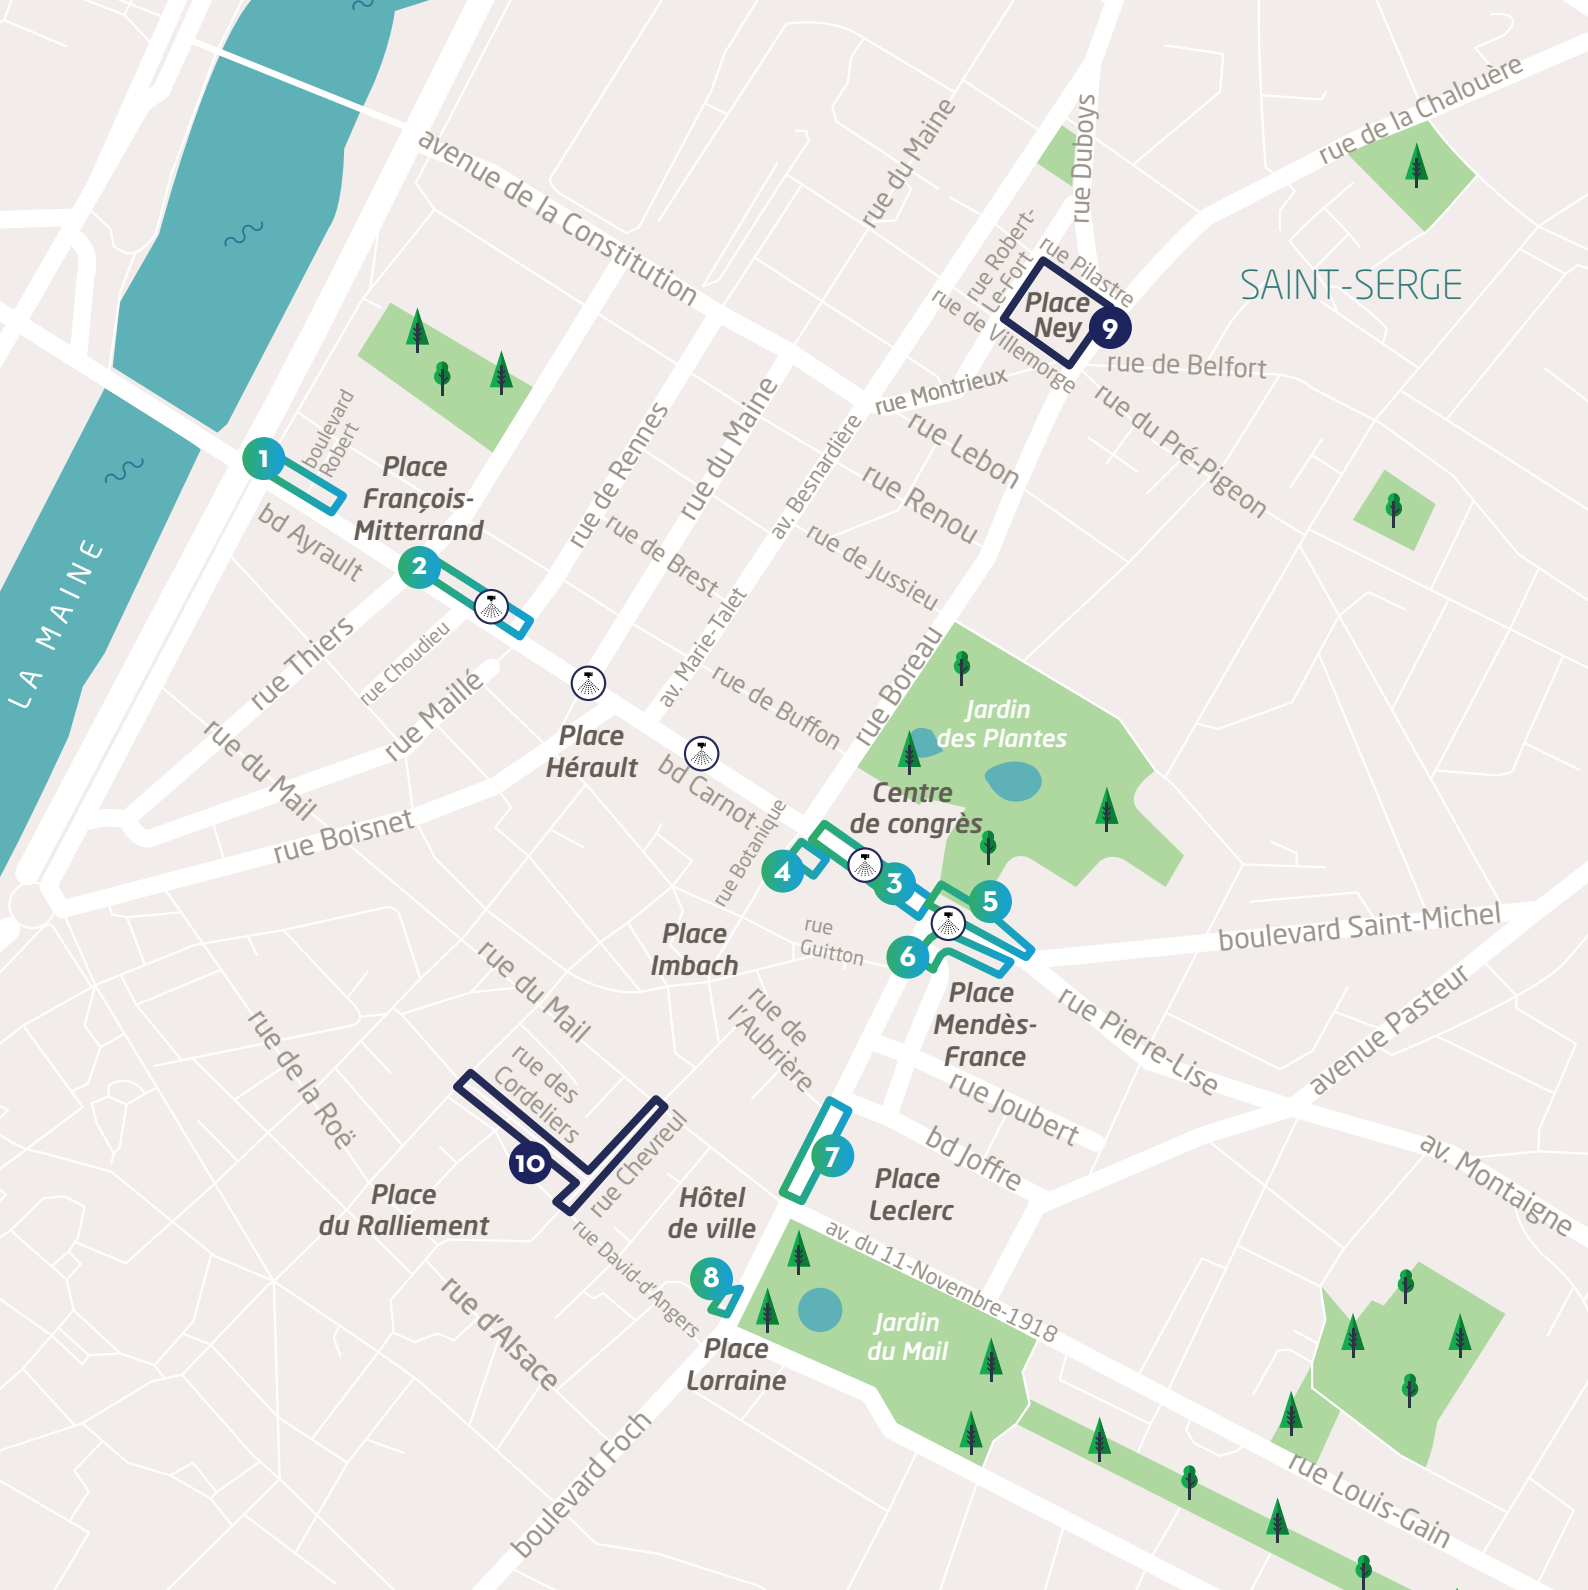 avenue de la Constitution
rue du Maine
rue Duboys
rue de la Chalouère
rue Robert-
Le-Fort
rue Pilastre
Place
Ney
9
SAINT-SERGE
rue de Villemorge
rue de Belfort
rue Montrieux
rue du Pré-Pigeon
rue Lebon
rue Renou
rue de Jussieu
boulevard
Robert
1
Place
François-
Mitterrand
bd Ayrault
2
rue de Rennes
rue du Maine
av. Besnardière
rue de Brest
av. Marie-Talet
rue de Buffon
rue Boreau
LA MAINE
rue Thiers
rue Choudieu
rue Maillé
rue du Mail
rue Boisnet
Place
Hérault
bd Carnot
rue Botanique
Jardin
des Plantes
Centre
de congrès
4
3
5
6
rue
Guitton
Place
Imbach
boulevard Saint-Michel
Place
Mendès-
France
rue Pierre-Lise
avenue Pasteur
rue du Mail
rue de
l'Aubrière
rue de la Roë
rue des
Cordeliers
rue Chevreul
10
Place
du Ralliement
rue Joubert
bd Joffre
7
Place
Leclerc
av. Montaigne
Hôtel
de ville
8
av. du 11-Novembre-1918
rue David-d'Angers
Jardin
du Mail
Place
Lorraine
rue d'Alsace
boulevard Foch
rue Louis-Gain